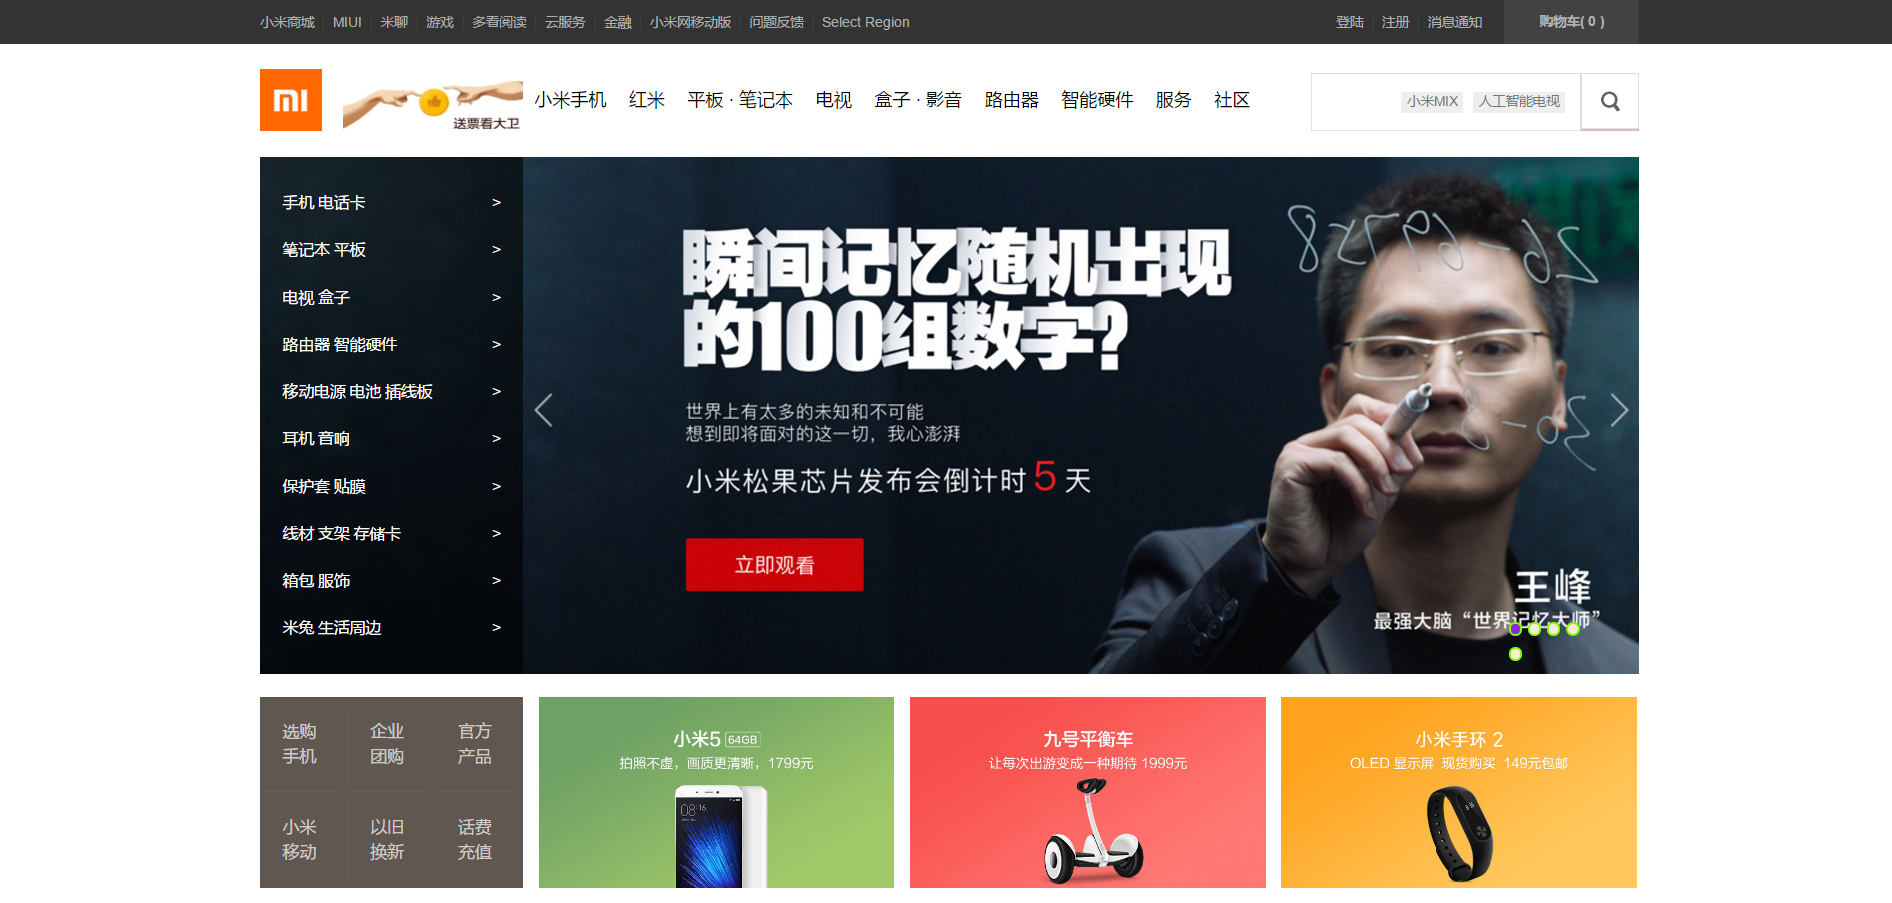 小米商城 MIUI 米聊 游戏 多看阅读 云服务 金融 小米网移动版 问题反馈 Select Region 登陆 注册 消息通知 购物车( 0 )
MI
送票看大卫
小米手机 红米 平板 · 笔记本 电视 盒子 · 影音 路由器 智能硬件 服务 社区
小米MIX 人工智能电视
手机 电话卡 >
笔记本 平板 >
电视 盒子 >
路由器 智能硬件 >
移动电源 电池 插线板 >
耳机 音响 >
保护套 贴膜 >
线材 支架 存储卡 >
箱包 服饰 >
米兔 生活周边 >
瞬间记忆随机出现
的100组数字?
世界上有太多的未知和不可能
想到即将面对的这一切，我心澎湃
小米松果芯片发布会倒计时 5 天
立即观看
王峰
最强大脑“世界记忆大师”
选购
手机
企业
团购
官方
产品
小米
移动
以旧
换新
话费
充值
小米5 64GB
拍照不虚，画质更清晰，1799元
08:16
九号平衡车
让每次出游变成一种期待 1999元
小米手环 2
OLED 显示屏 现货购买 149元包邮